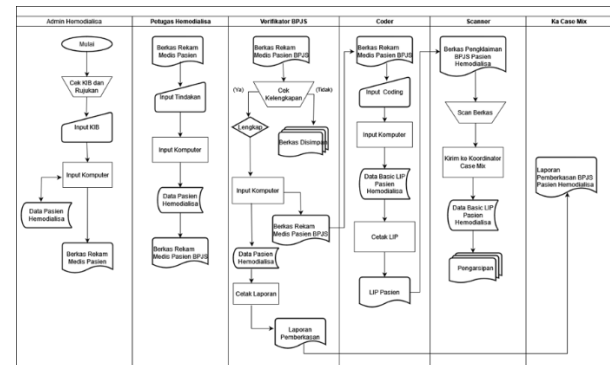 Admin Hemodialica
Petugas Hemodialisa
Verifikator BPJS
Coder
Scannor
Ka Case Mix
Mulai
Cek KIB dan
Rujukan
Input KIB
Input Komputer
Data Pasien
Hemodialisa
Berkas Rekam
Medis Pasien
Berkas Rekam
Medis Pasien
Input Tindakan
Input Komputer
Data Pasien
Hemodialisa
Berkas Rekam
Medis Pasien BPJS
Berkas Rekam
Medis Pasien BPJS
(Ya)
Cek
Kelengkapan
(Tidak)
Lengkap
Berkas Disimpan
Input Komputer
Berkas Rekam
Medis Pasien BPJS
Data Pasien
Hemodialisa
Cetak Laporan
Laporan
Pemberkasan
Berkas Rekam
Medis Pasien BPJS
Input Coding
Input Komputer
Data Basic LIP
Pasien
Hemodialisa
Cetak LIP
LIP Pasien
Berkas Pengklaiman
BPJS Pasien
Hemodialisa
Scan Berkas
Kirim ke Koordinator
Case Mix
Data Basic LIP
Pasien
Hemodialisa
Pengarsipan
Laporan
Pemberkasan BPJS
Pasien Hemodialisa